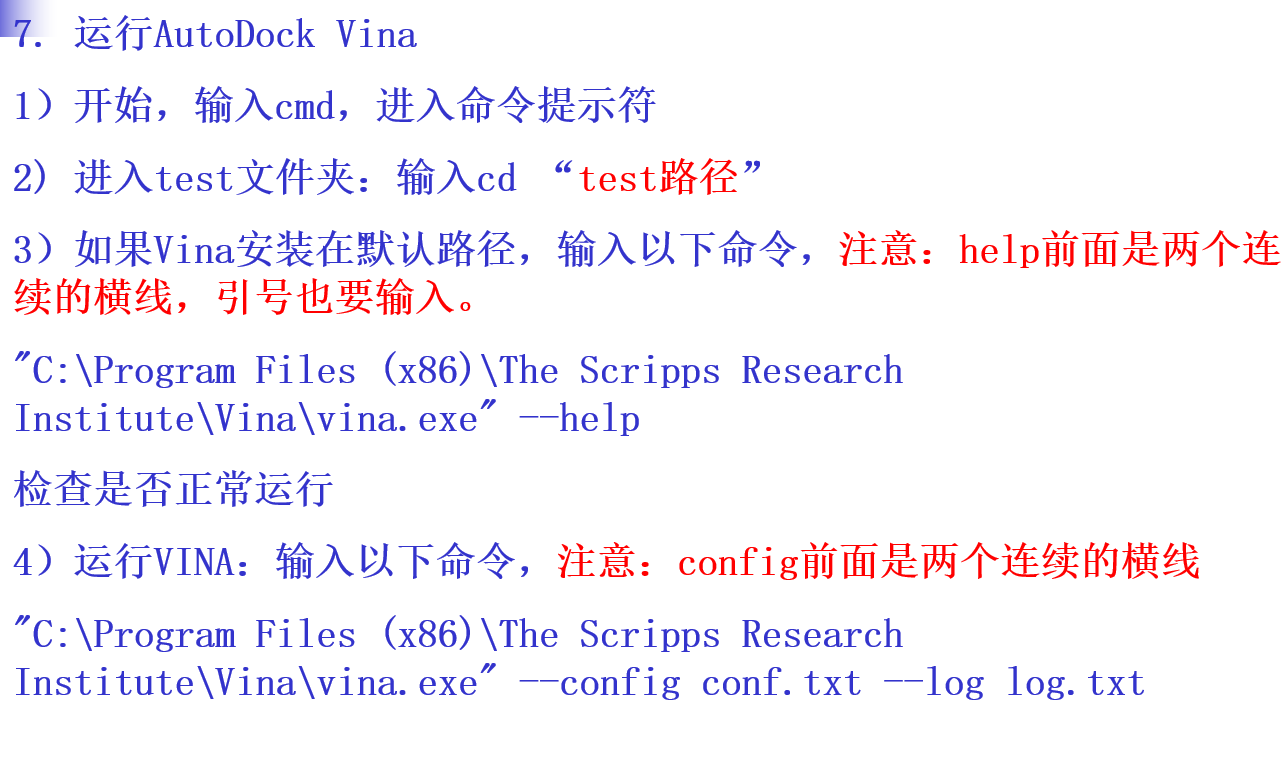 7. 运行AutoDock Vina
1）开始，输入cmd，进入命令提示符
2) 进入test文件夹：输入cd “test路径”
3）如果Vina安装在默认路径，输入以下命令，注意：help前面是两个连
续的横线，引号也要输入。
"C:\Program Files (x86)\The Scripps Research
Institute\Vina\vina.exe" --help
检查是否正常运行
4）运行VINA：输入以下命令，注意：config前面是两个连续的横线
"C:\Program Files (x86)\The Scripps Research
Institute\Vina\vina.exe" --config conf.txt --log log.txt